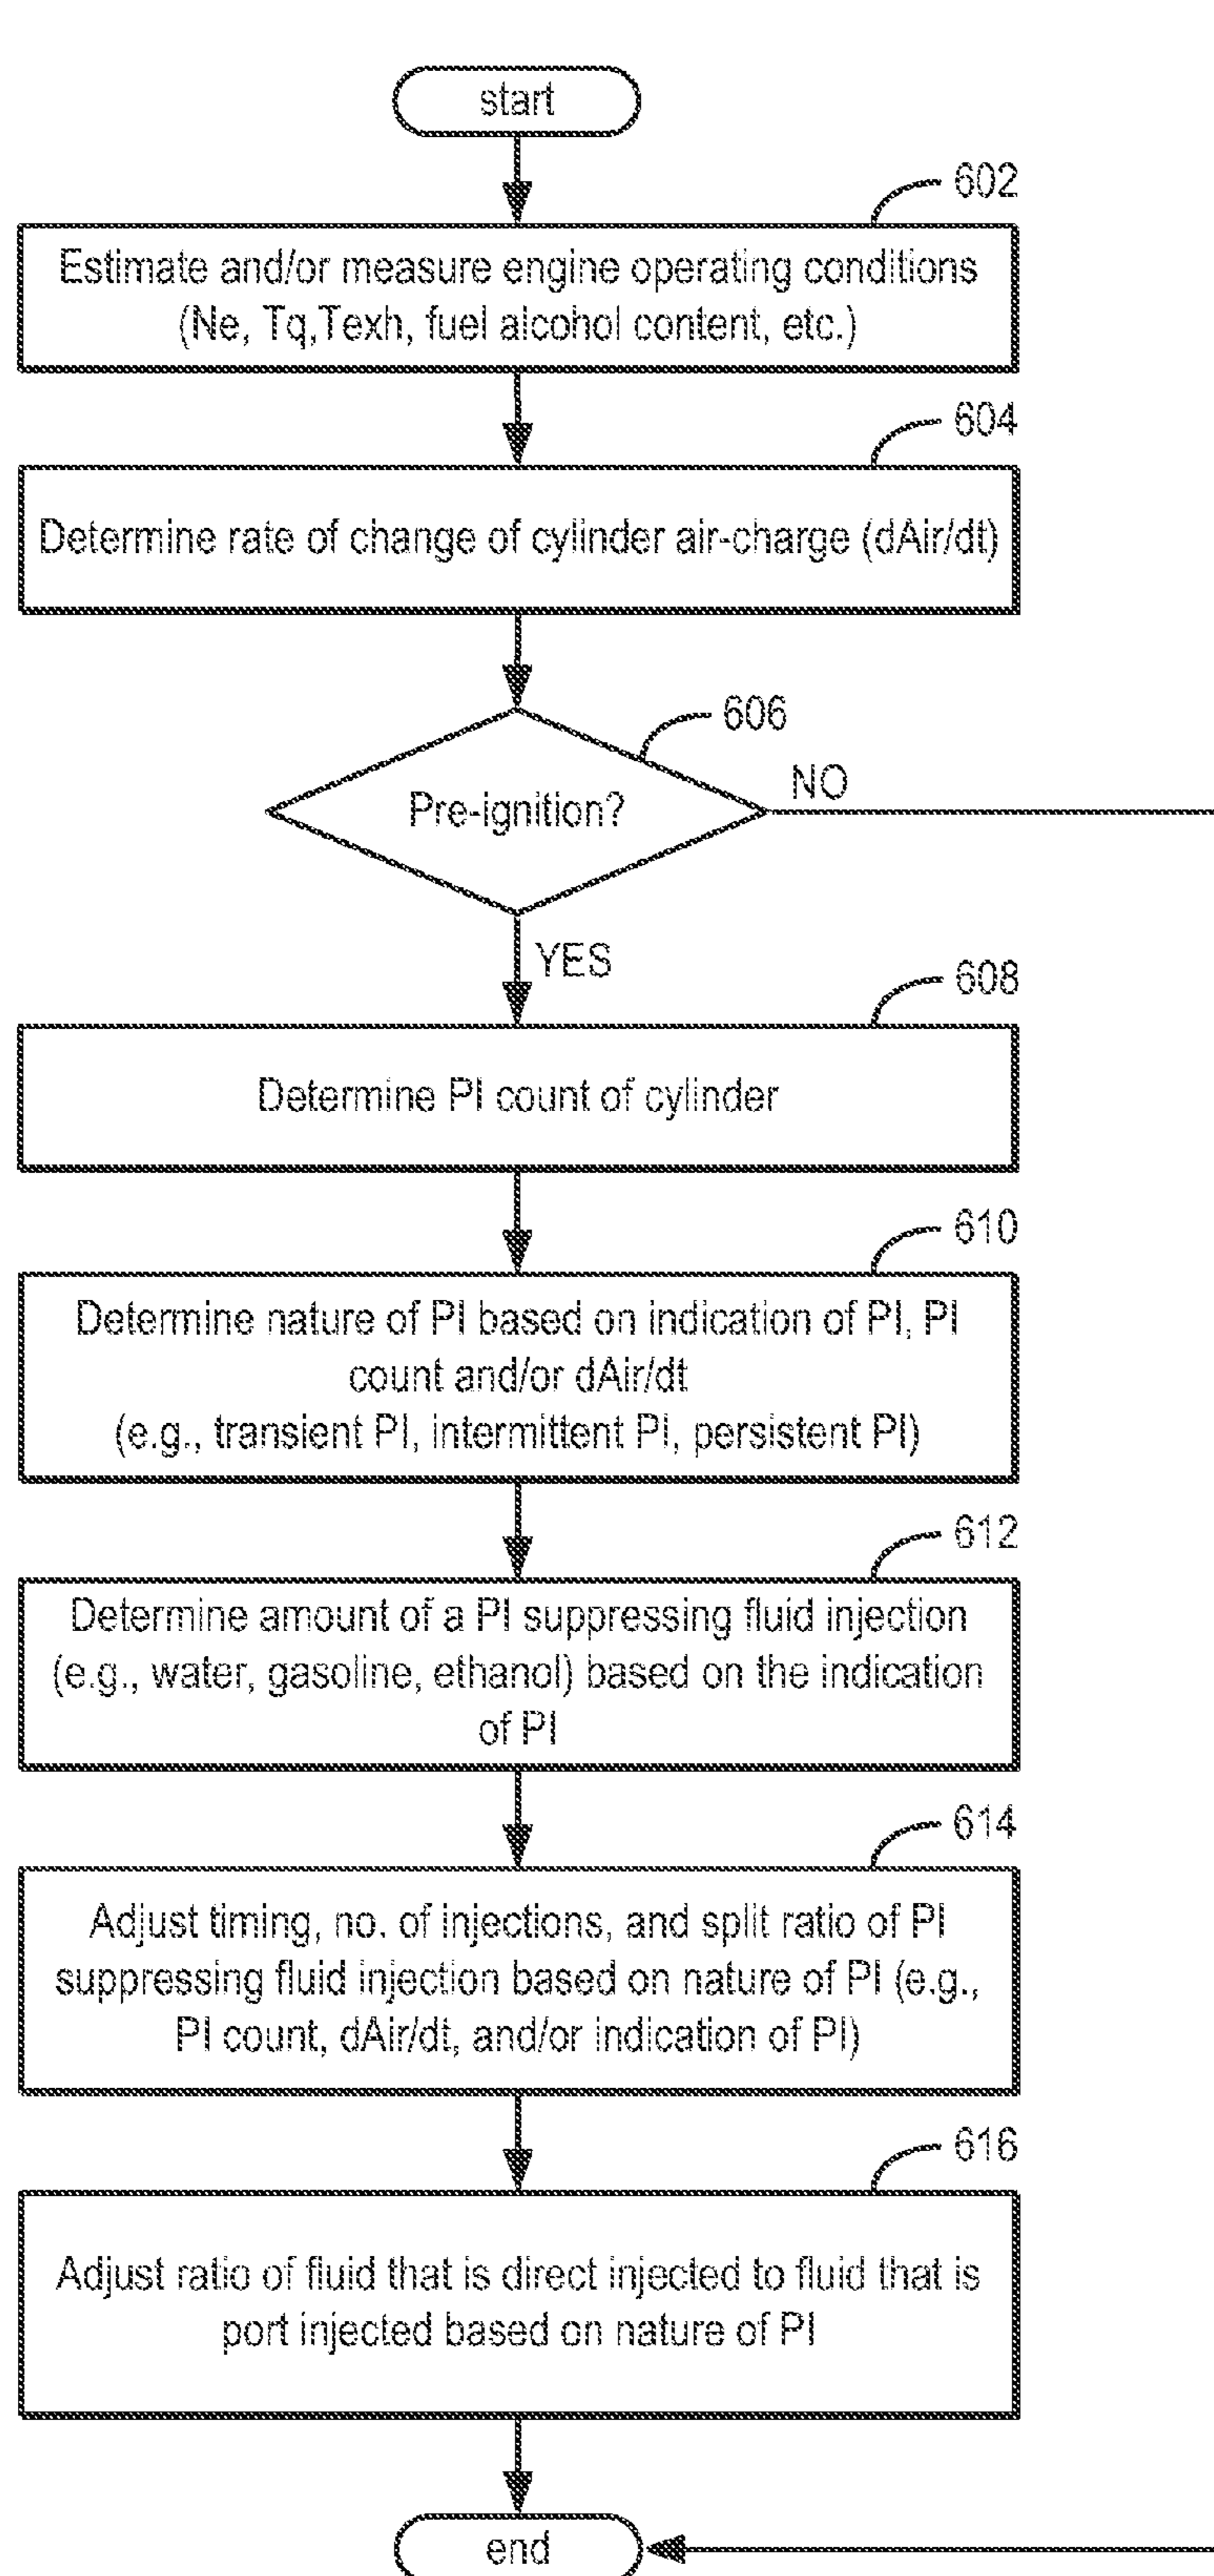 start
602
Estimate and/or measure engine operating conditions
(Ne, Tq,Texh, fuel alcohol content, etc.)
604
Determine rate of change of cylinder air-charge (dAir/dt)
606
Pre-ignition?
NO
YES
608
Determine PI count of cylinder
610
Determine nature of PI based on indication of PI, PI
count and/or dAir/dt
(e.g., transient PI, intermittent PI, persistent PI)
612
Determine amount of a PI suppressing fluid injection
(e.g., water, gasoline, ethanol) based on the indication
of PI
614
Adjust timing, no. of injections, and split ratio of PI
suppressing fluid injection based on nature of PI (e.g.,
PI count, dAir/dt, and/or indication of PI)
616
Adjust ratio of fluid that is direct injected to fluid that is
port injected based on nature of PI
end